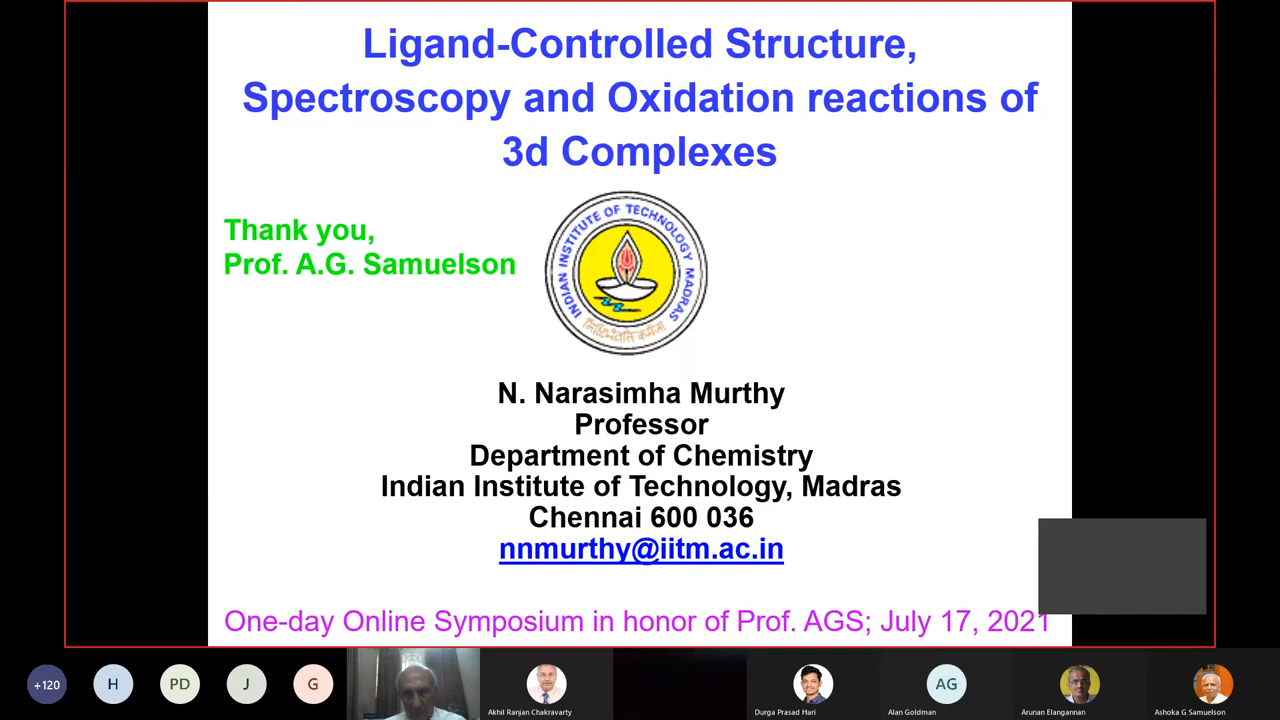 Ligand-Controlled Structure,
Spectroscopy and Oxidation reactions of
3d Complexes
Thank you,
Prof. A.G. Samuelson
INDIAN INSTITUTE OF TECHNOLOGY MADRAS
N. Narasimha Murthy
Professor
Department of Chemistry
Indian Institute of Technology, Madras
Chennai 600 036
nnmurthy@iitm.ac.in
One-day Online Symposium in honor of Prof. AGS; July 17, 2021
+120
H
PD
J
G
AG
Akhil Ranjan Chakravarty
Durga Prasad Hari
Alan Goldman
Arunan Elangannan
Ashoka G Samuelson